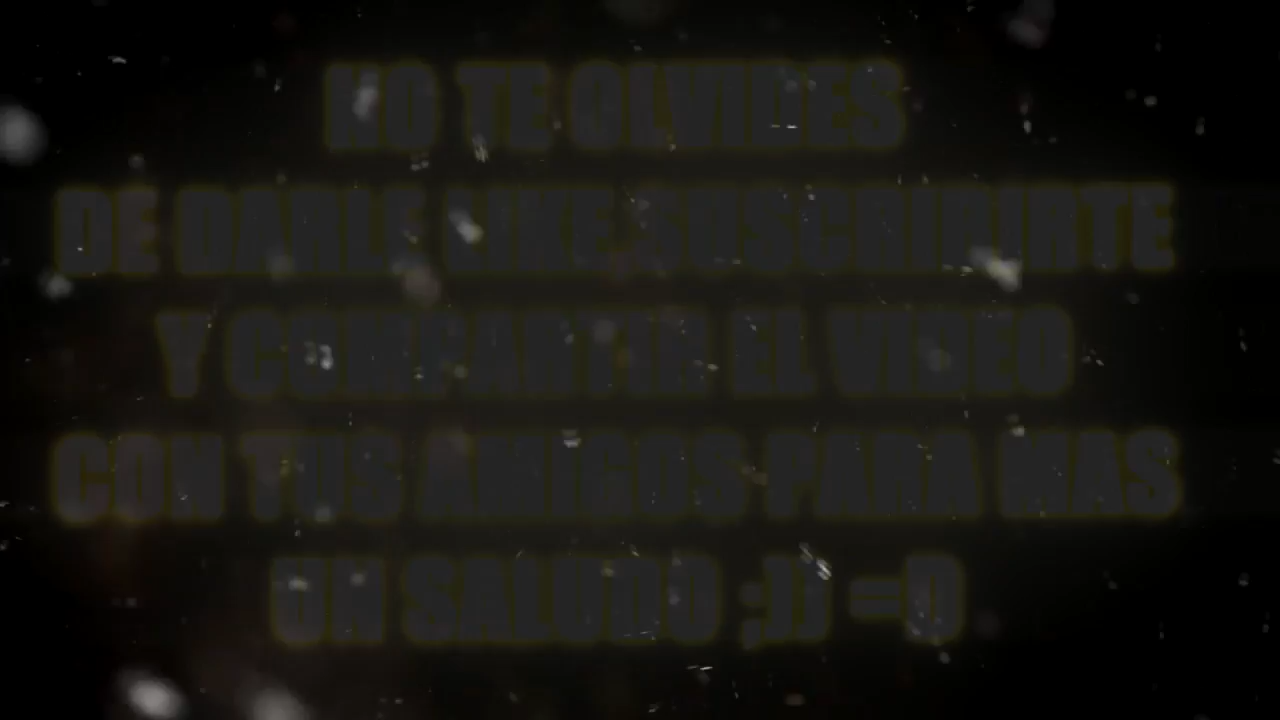 NO TE OLVIDES
DE DARLE LIKE SUSCRIBIRTE
Y COMPARTIR EL VIDEO
CON TUS AMIGOS PARA MAS
UN SALUDO ;)) =D